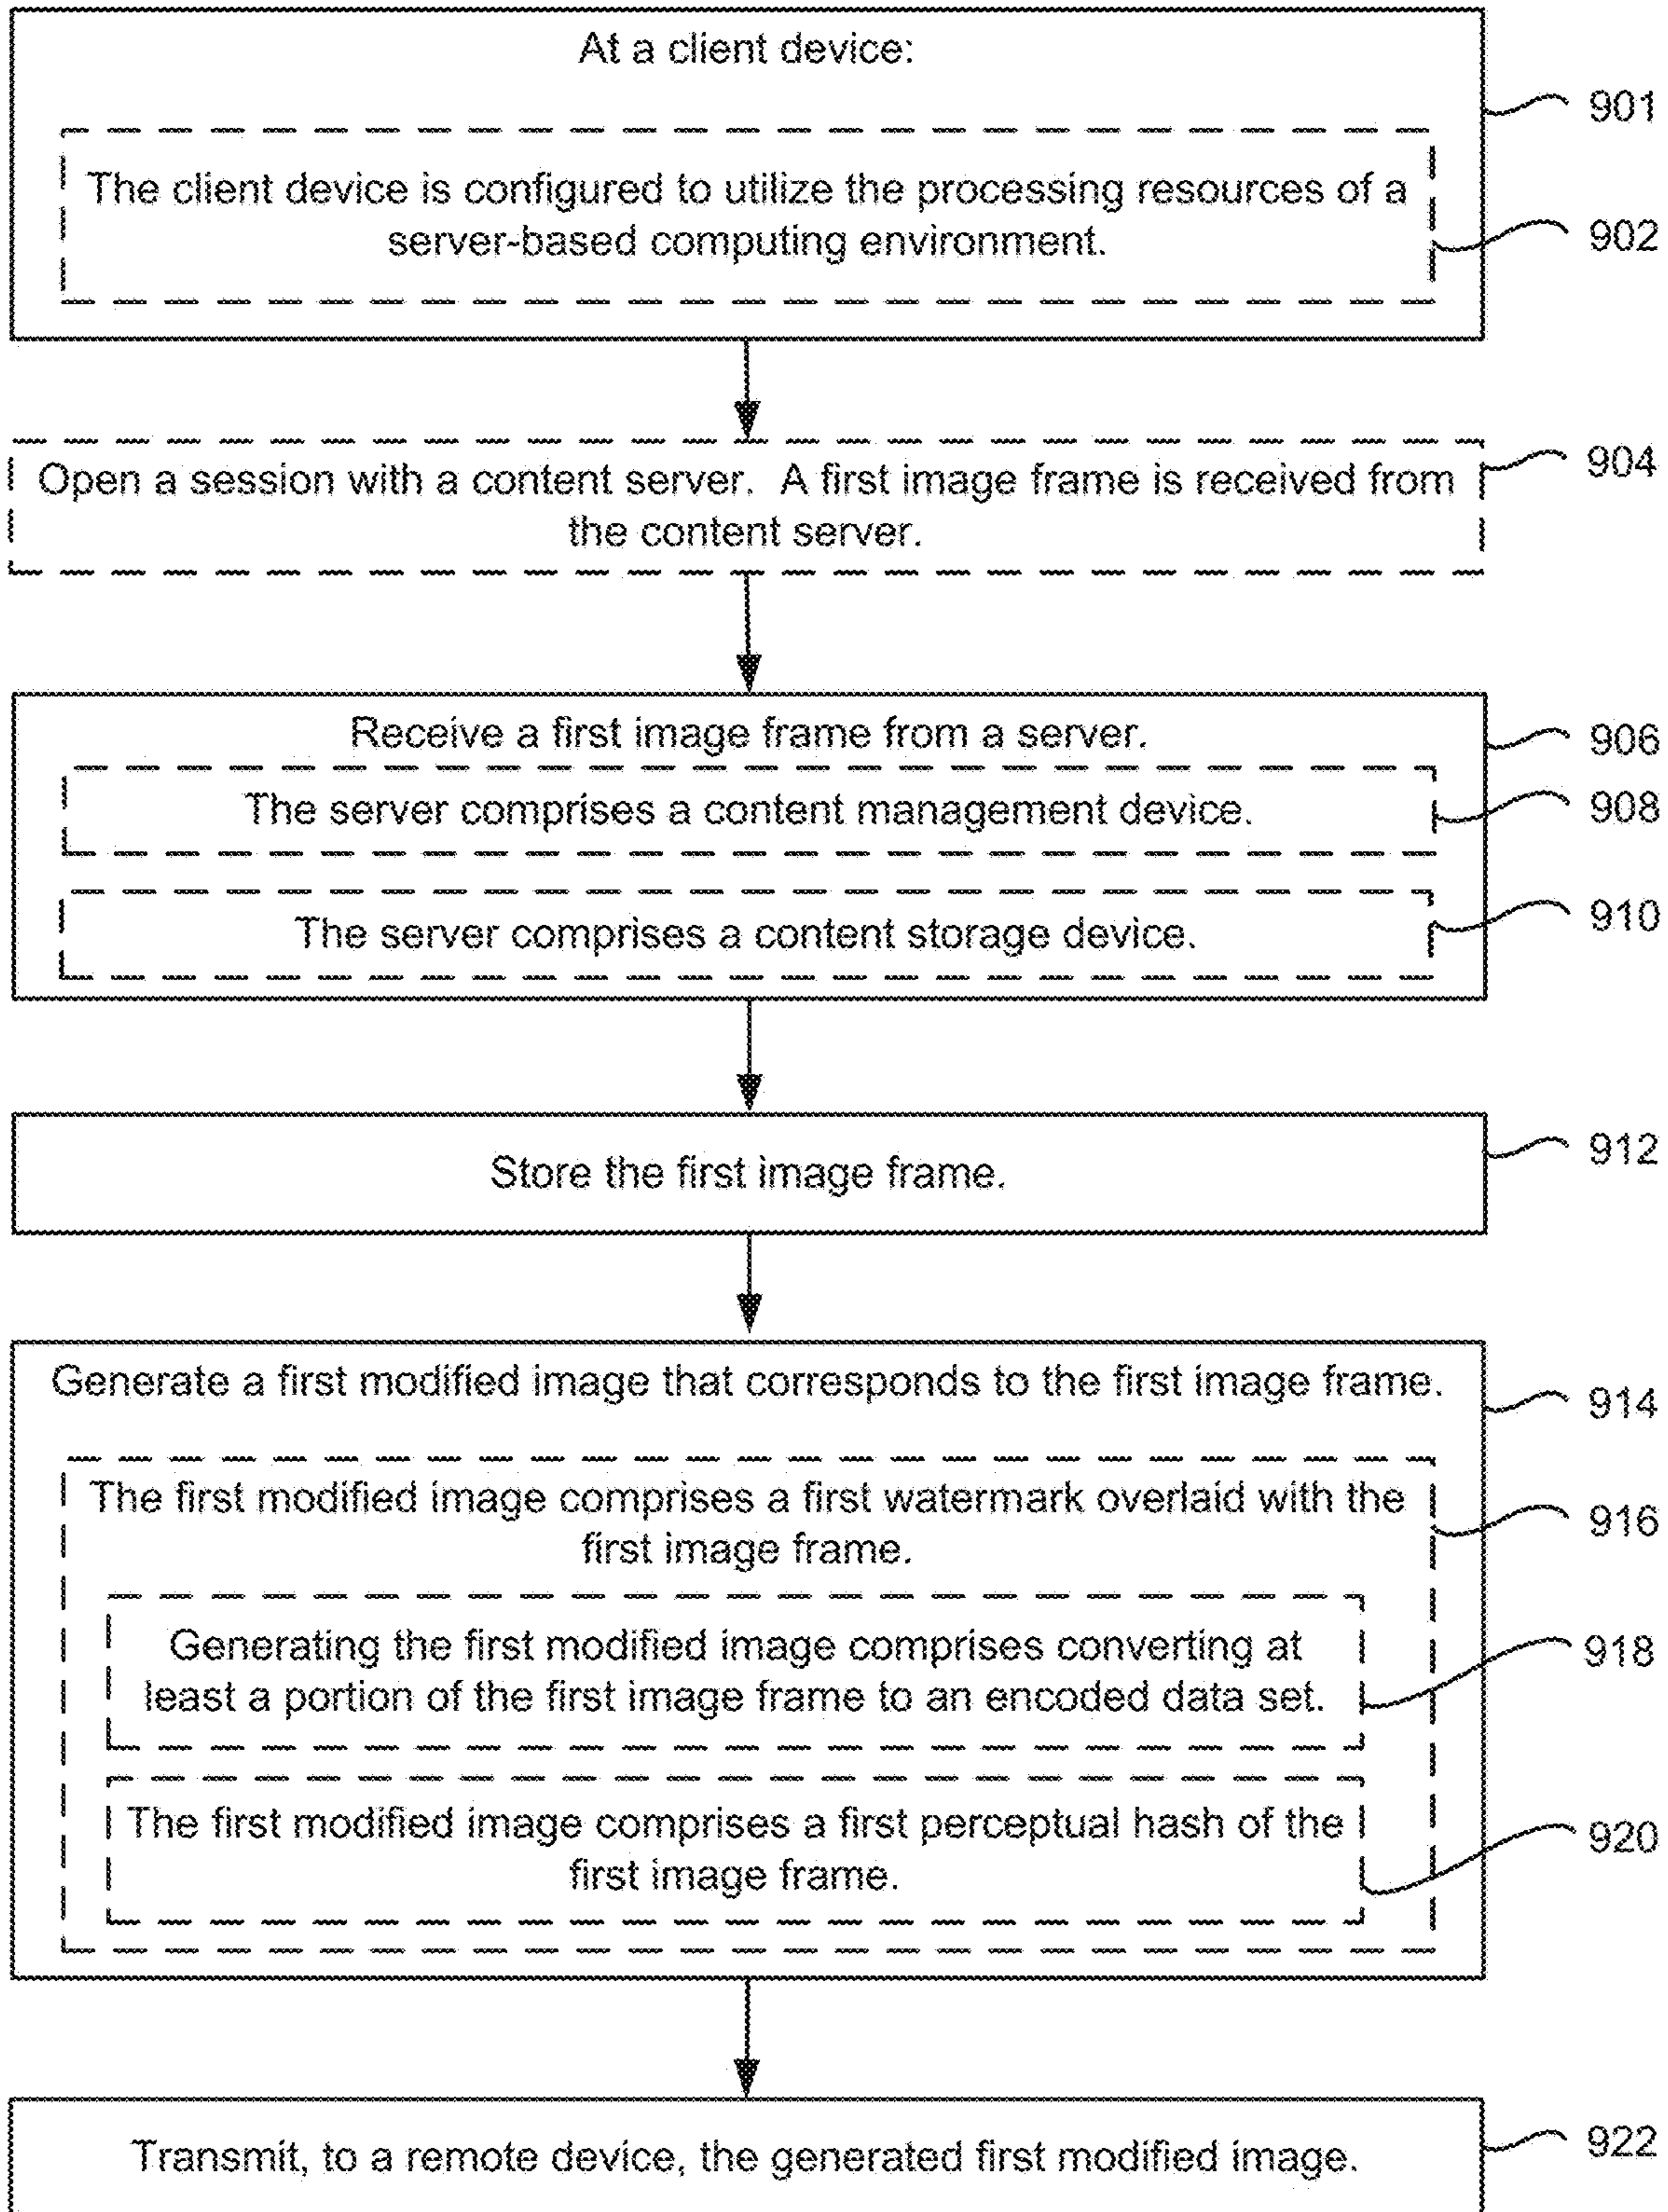 At a client device:
901
The client device is configured to utilize the processing resources of a
server-based computing environment.
902
Open a session with a content server. A first image frame is received from
the content server.
904
Receive a first image frame from a server.
906
The server comprises a content management device.
908
The server comprises a content storage device.
910
Store the first image frame.
912
Generate a first modified image that corresponds to the first image frame.
914
The first modified image comprises a first watermark overlaid with the
first image frame.
916
Generating the first modified image comprises converting at
least a portion of the first image frame to an encoded data set.
918
The first modified image comprises a first perceptual hash of the
first image frame.
920
Transmit, to a remote device, the generated first modified image.
922